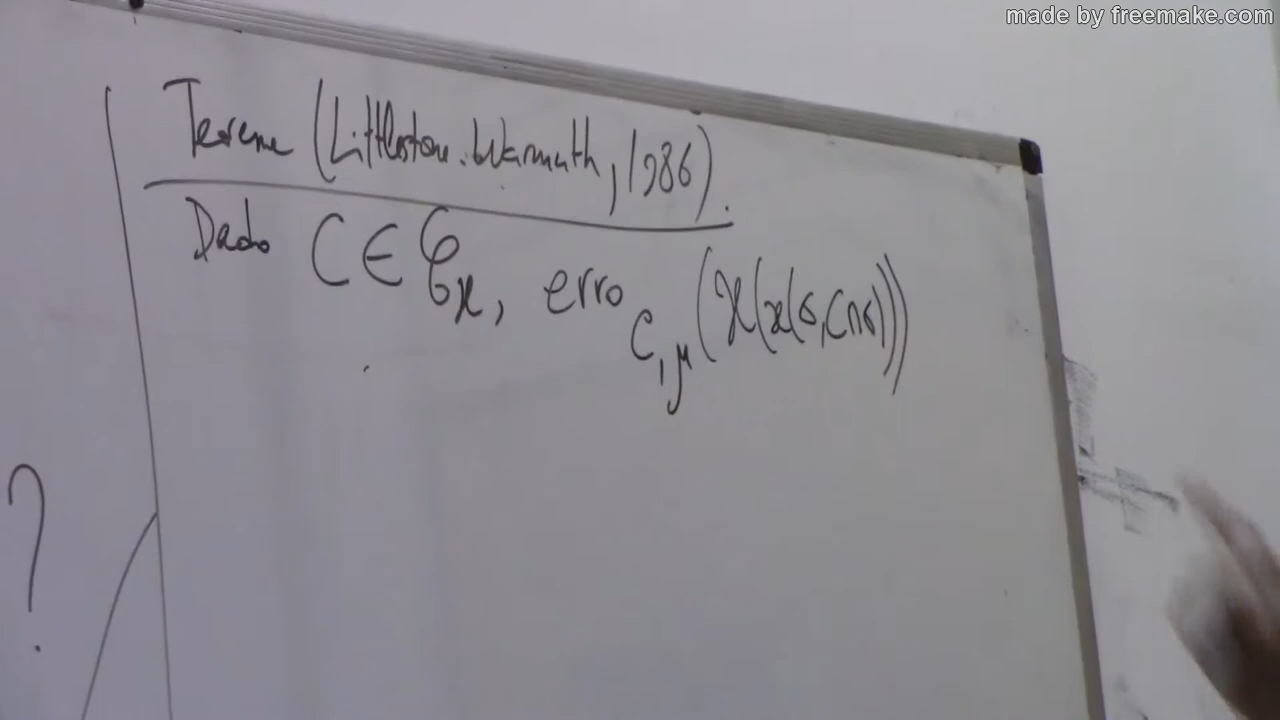 made by freemake.com
Teorema (Littlestone-Warmuth, 1986).
Dado C ∈ 𝒞ₓ, erro_{C,μ}(ℋ(ϰ(σ,C∩σ)))
?